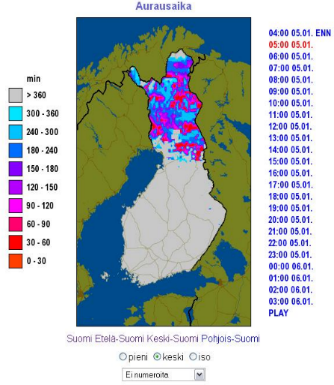 Aurausaika
min
> 360
300 - 360
240 - 300
180 - 240
150 - 180
120 - 150
90 - 120
60 - 90
30 - 60
0 - 30
04:00 05.01. ENN
05:00 05.01.
06:00 05.01.
07:00 05.01.
08:00 05.01.
09:00 05.01.
10:00 05.01.
11:00 05.01.
12:00 05.01.
13:00 05.01.
14:00 05.01.
15:00 05.01.
16:00 05.01.
17:00 05.01.
18:00 05.01.
19:00 05.01.
20:00 05.01.
21:00 05.01.
22:00 05.01.
23:00 05.01.
00:00 06.01.
01:00 06.01.
02:00 06.01.
03:00 06.01.
PLAY
Suomi Etelä-Suomi Keski-Suomi Pohjois-Suomi
pieni keski iso
Ei numeroita